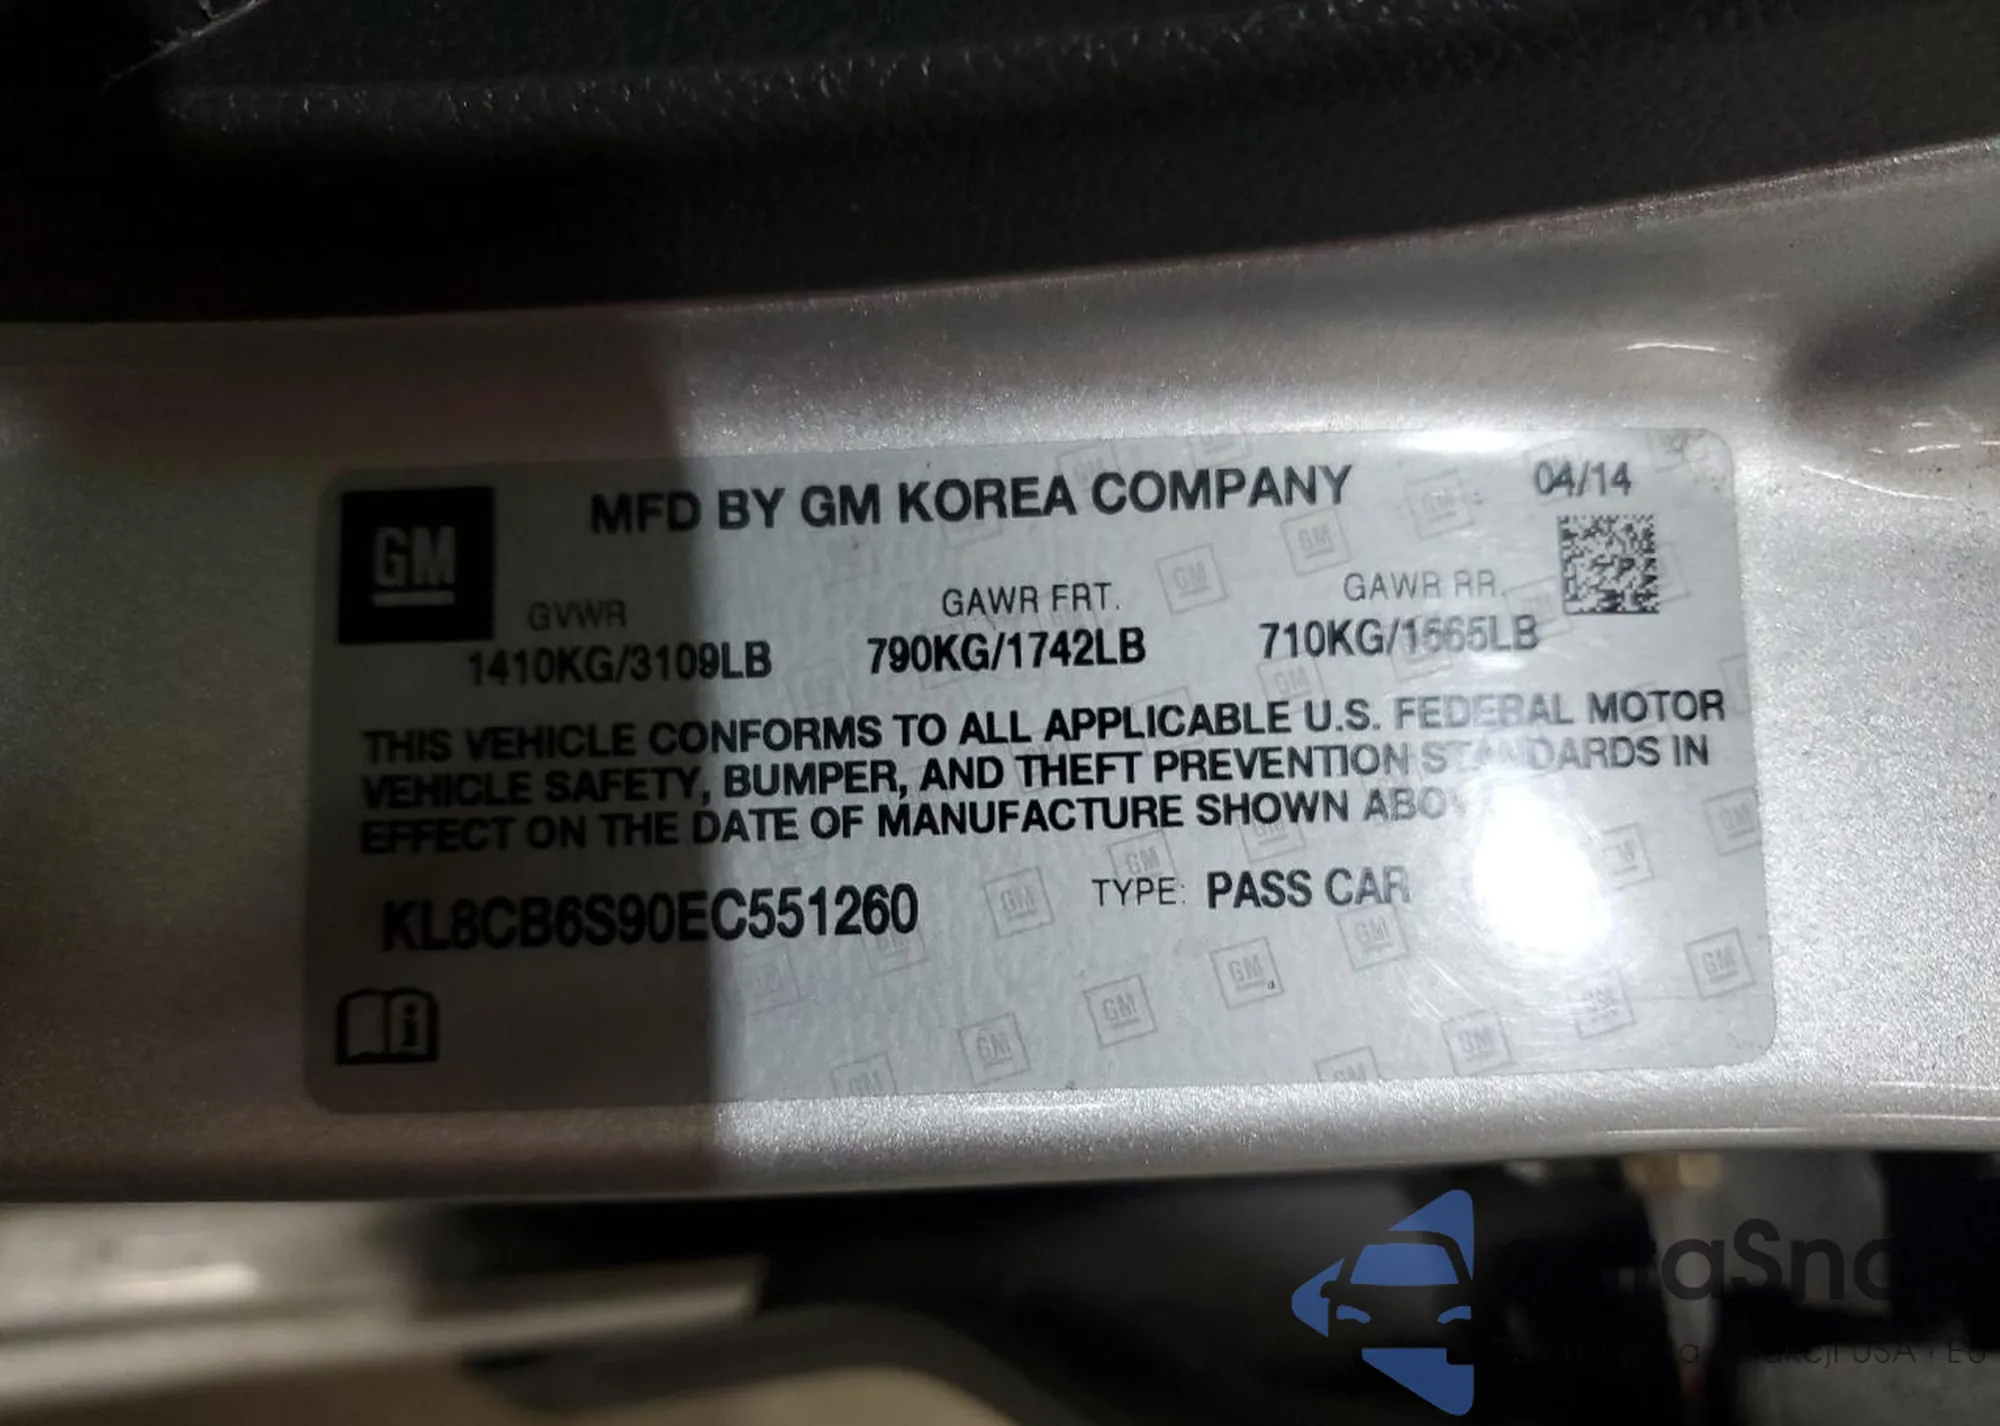 MFD BY GM KOREA COMPANY 04/14
GM
GVWR GAWR FRT. GAWR RR.
1410KG/3109LB 790KG/1742LB 710KG/1565LB
THIS VEHICLE CONFORMS TO ALL APPLICABLE U.S. FEDERAL MOTOR
VEHICLE SAFETY, BUMPER, AND THEFT PREVENTION STANDARDS IN
EFFECT ON THE DATE OF MANUFACTURE SHOWN
KL8CB6S90EC551260 TYPE: PASS CAR
USA
EU